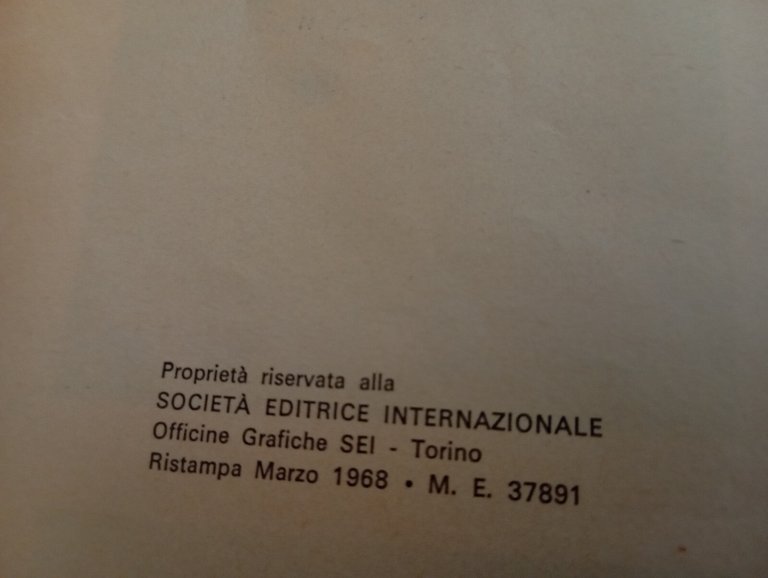 Proprietà riservata alla
SOCIETÀ EDITRICE INTERNAZIONALE
Officine Grafiche SEI - Torino
Ristampa Marzo 1968 • M. E. 37891